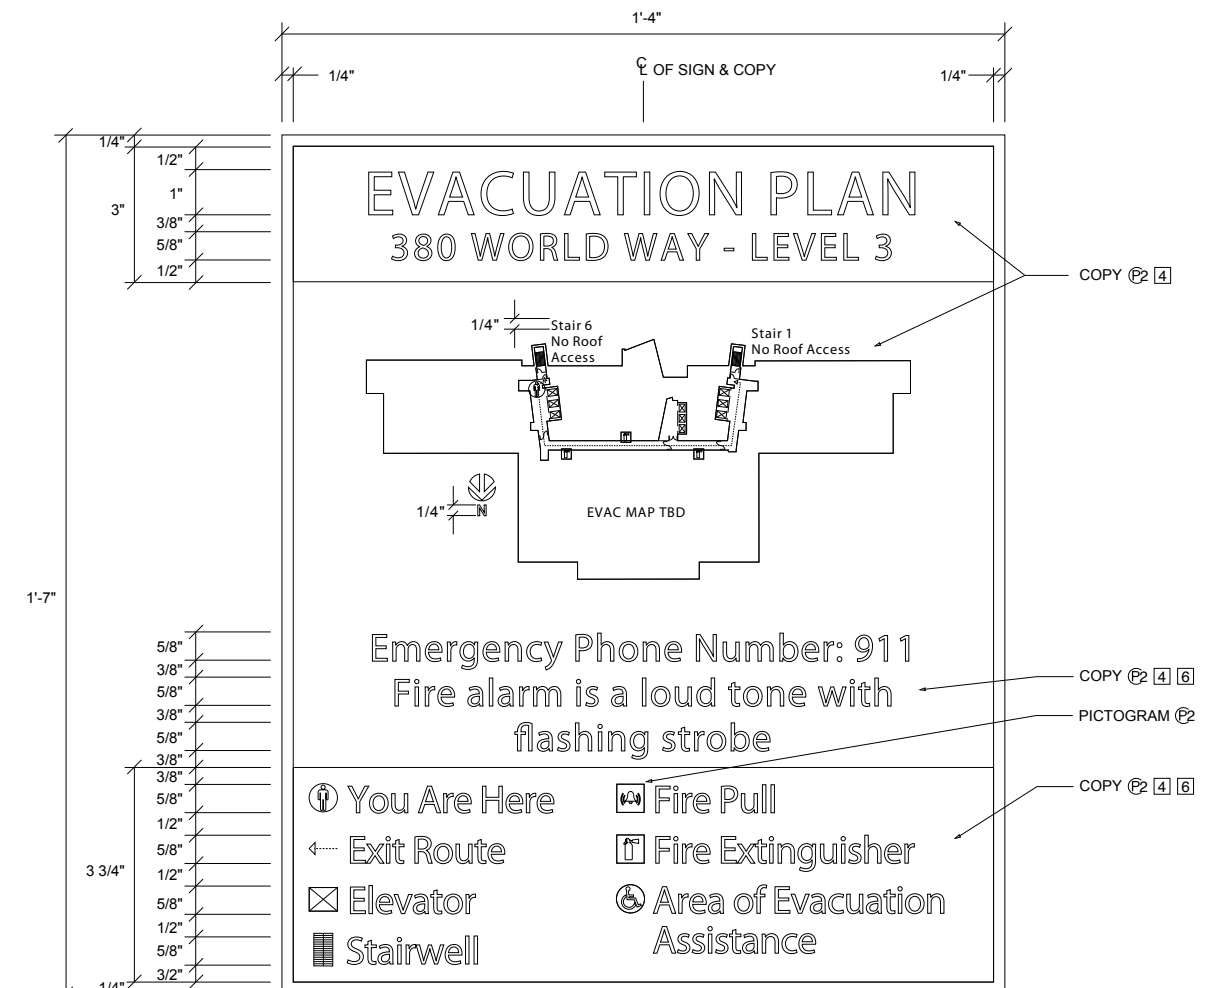 1'-4"
1/4"
℄ OF SIGN & COPY
1/4"
1/4"
1/2"
1"
3"
3/8"
5/8"
1/2"
EVACUATION PLAN
380 WORLD WAY - LEVEL 3
COPY P2 4
1/4"
Stair 6
No Roof
Access
Stair 1
No Roof Access
1/4"
N
EVAC MAP TBD
1'-7"
5/8"
3/8"
5/8"
3/8"
5/8"
3/8"
Emergency Phone Number: 911
Fire alarm is a loud tone with
flashing strobe
COPY P2 4 6
PICTOGRAM P2
COPY P2 4 6
3/8"
5/8"
1/2"
5/8"
3 3/4"
1/2"
5/8"
1/2"
5/8"
3/2"
1/4"
You Are Here
Exit Route
Elevator
Stairwell
Fire Pull
Fire Extinguisher
Area of Evacuation
Assistance